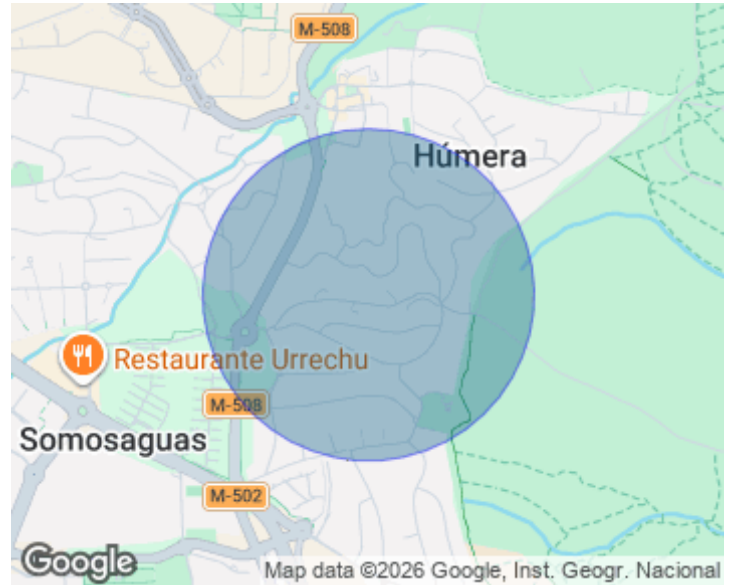 M-508
Húmera
Restaurante Urrechu
M-508
Somosaguas
M-502
Google
Map data ©2026 Google, Inst. Geogr. Nacional